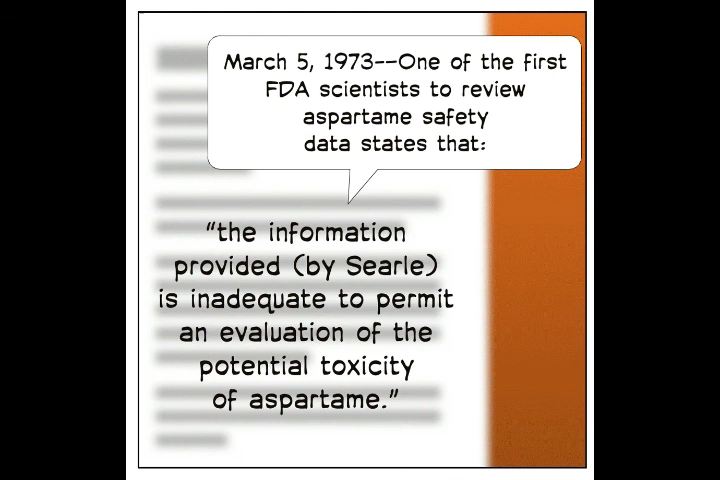 March 5, 1973--One of the first
FDA scientists to review
aspartame safety
data states that:
"the information
provided (by Searle)
is inadequate to permit
an evaluation of the
potential toxicity
of aspartame."